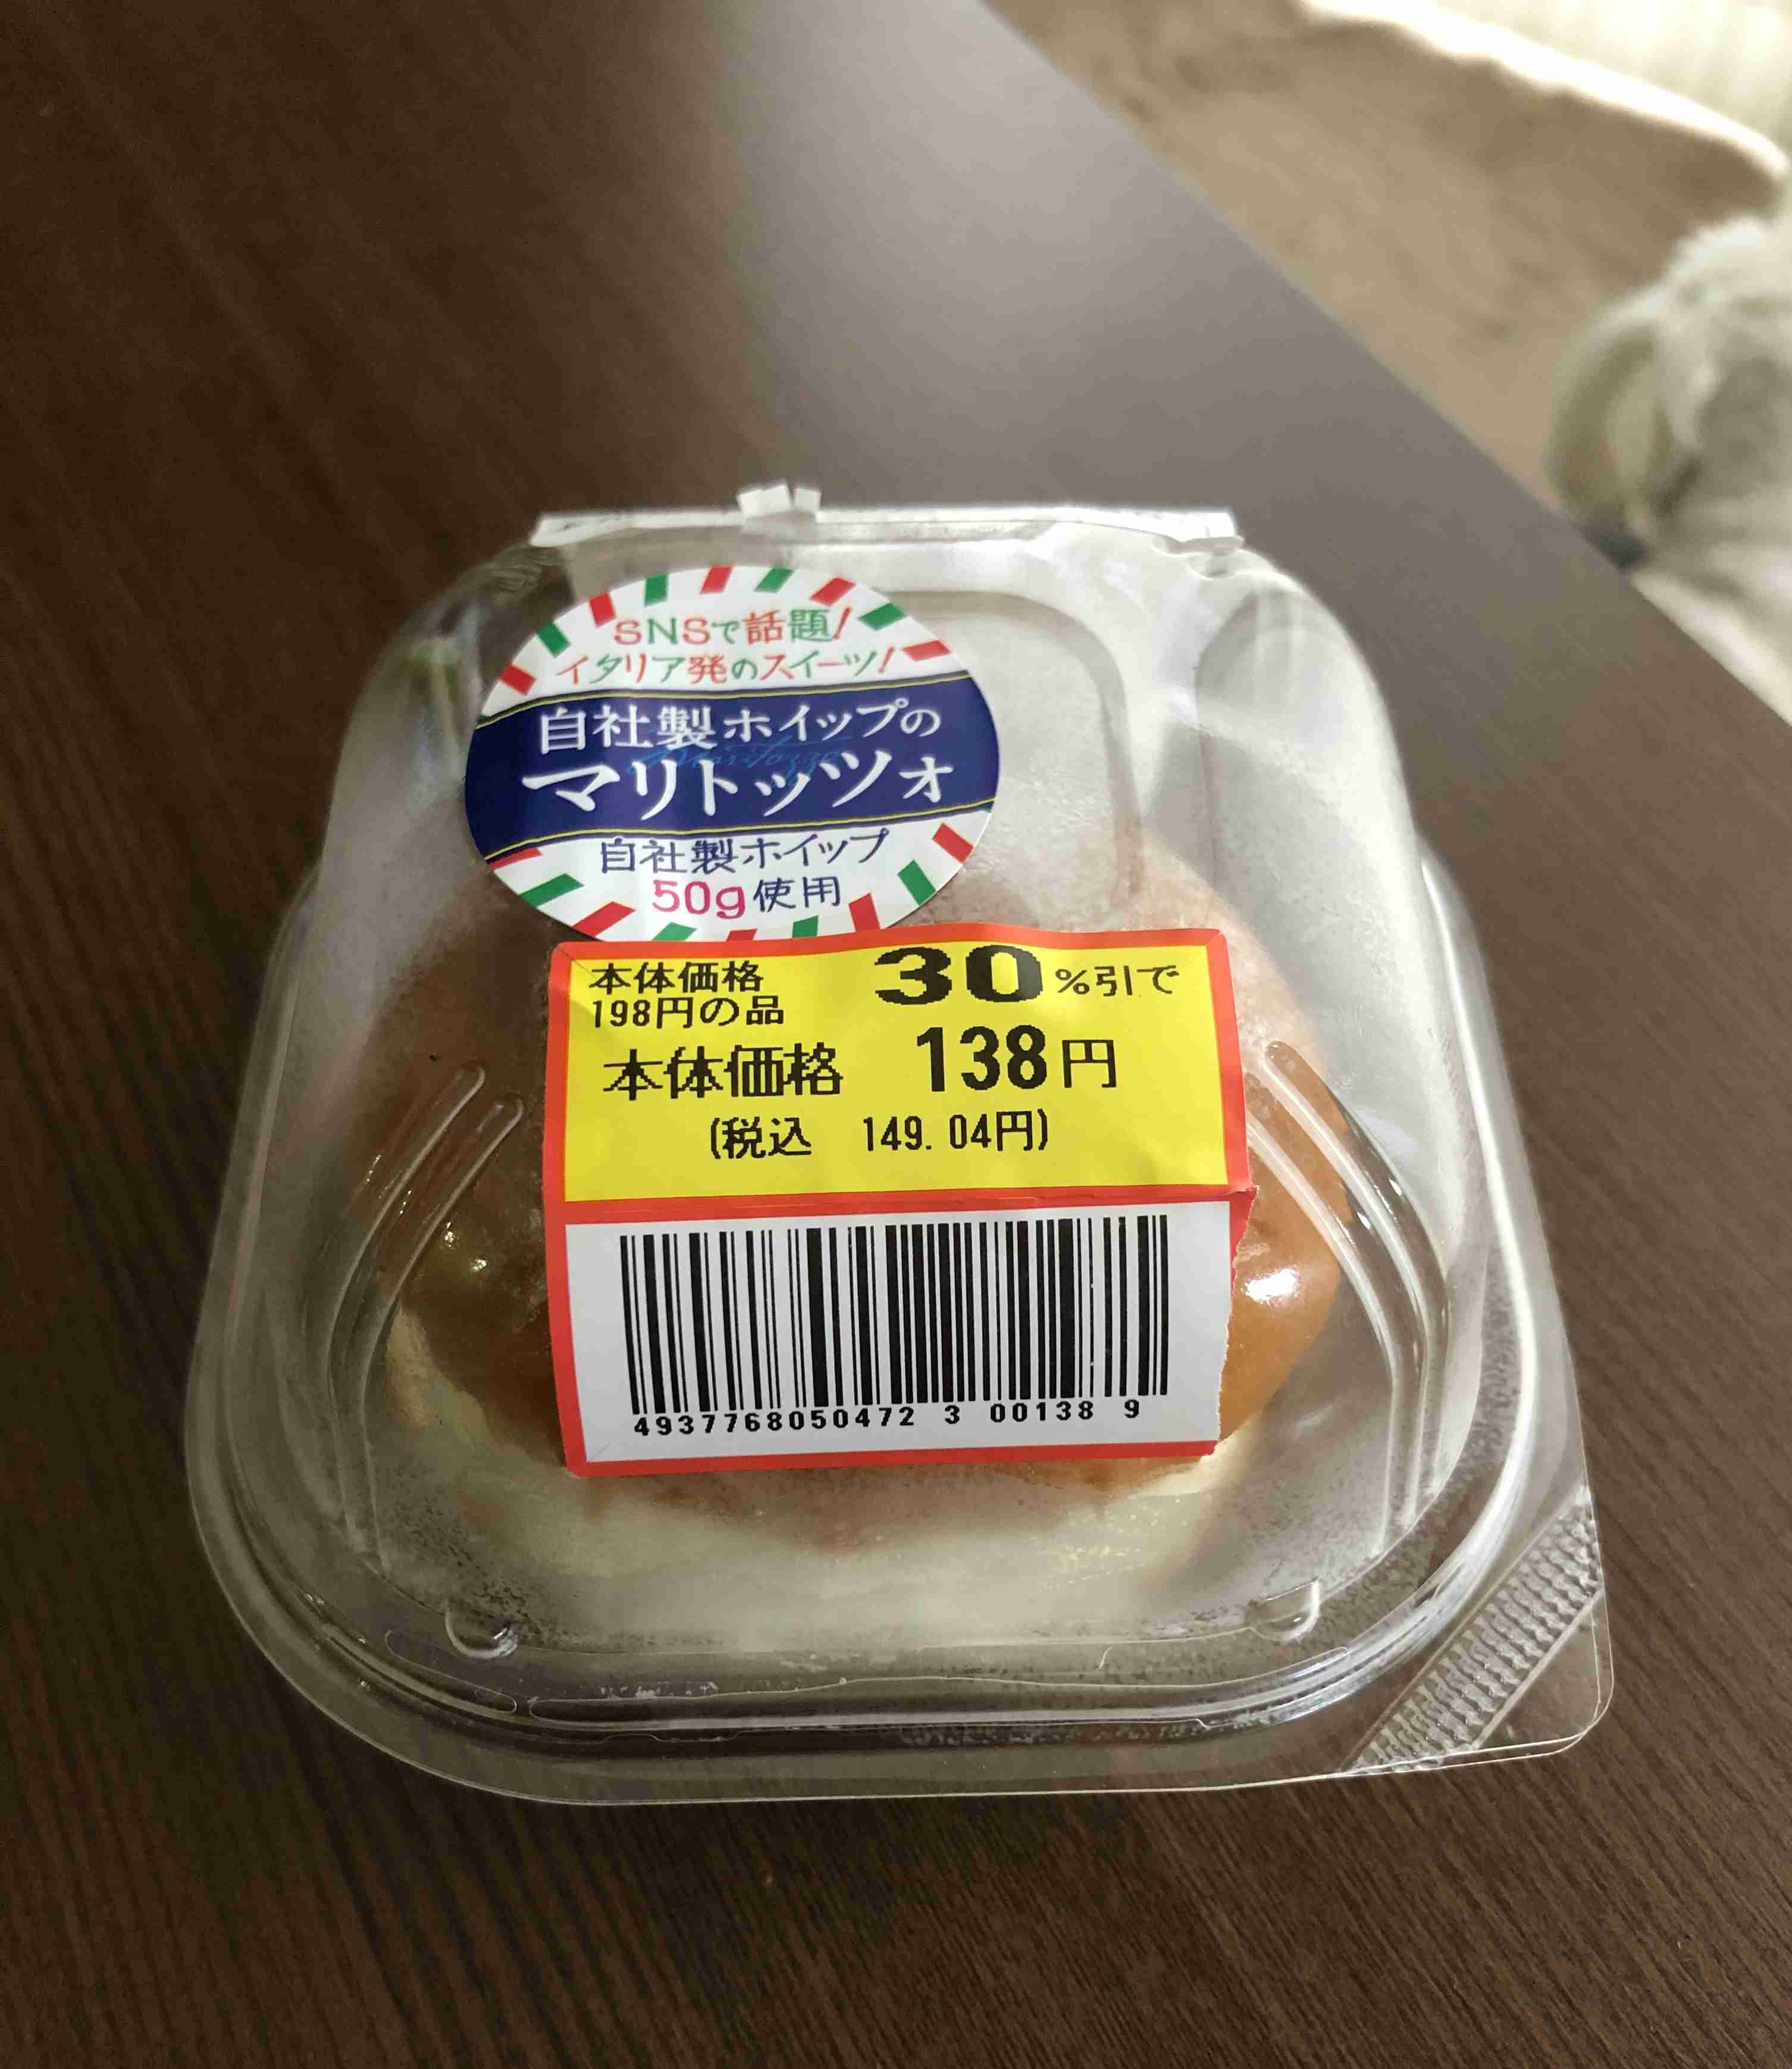 SNSで話題!
イタリア発のスイーツ!
自社製ホイップの
マリトッツォ
自社製ホイップ
50g使用
本体価格
198円の品
30%引で
本体価格 138円
(税込 149.04円)
4937768050472 3 00138 9